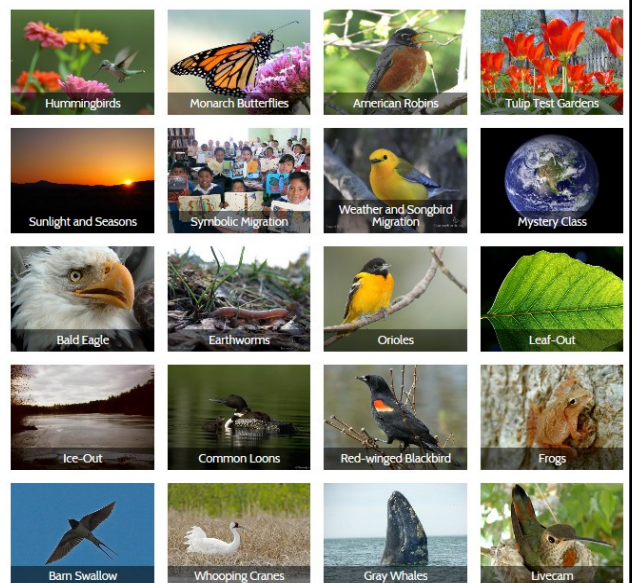 Hummingbirds
Monarch Butterflies
American Robins
Tulip Test Gardens
Sunlight and Seasons
Symbolic Migration
Weather and Songbird
Migration
Mystery Class
Bald Eagle
Earthworms
Orioles
Leaf-Out
Ice-Out
Common Loons
Red-winged Blackbird
Frogs
Barn Swallow
Whooping Cranes
Gray Whales
Livecam